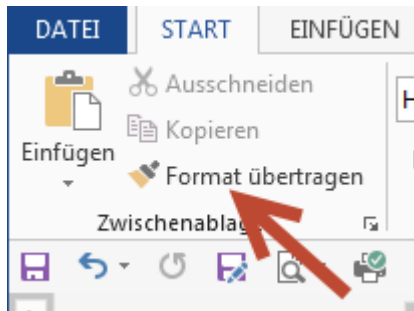 DATEI START EINFÜGEN
Ausschneiden
Kopieren
Einfügen
Format übertragen